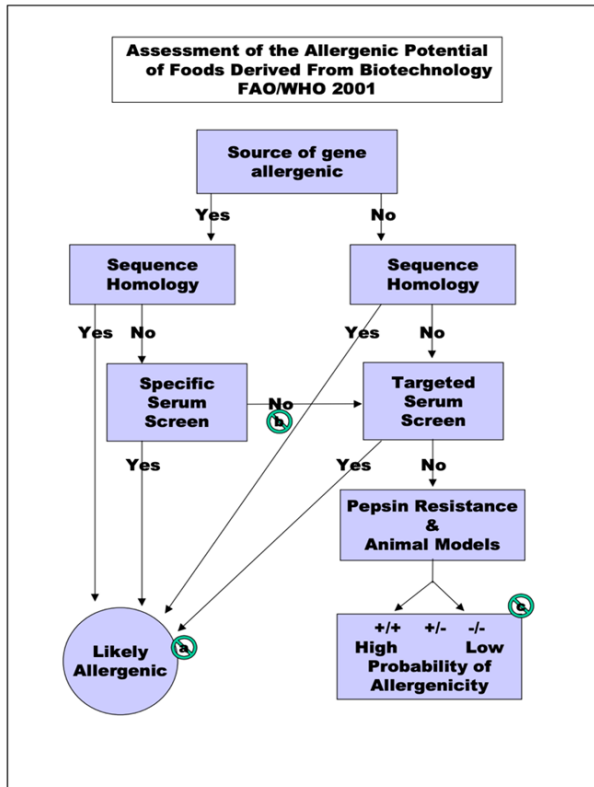 Assessment of the Allergenic Potential
of Foods Derived From Biotechnology
FAO/WHO 2001
Source of gene
allergenic
Yes
No
Sequence
Homology
Sequence
Homology
Yes
No
Yes
No
Specific
Serum
Screen
No
b
Targeted
Serum
Screen
Yes
Yes
No
Pepsin Resistance
&
Animal Models
Likely
Allergenic
a
c
+/+ +/- -/-
High Low
Probability of
Allergenicity